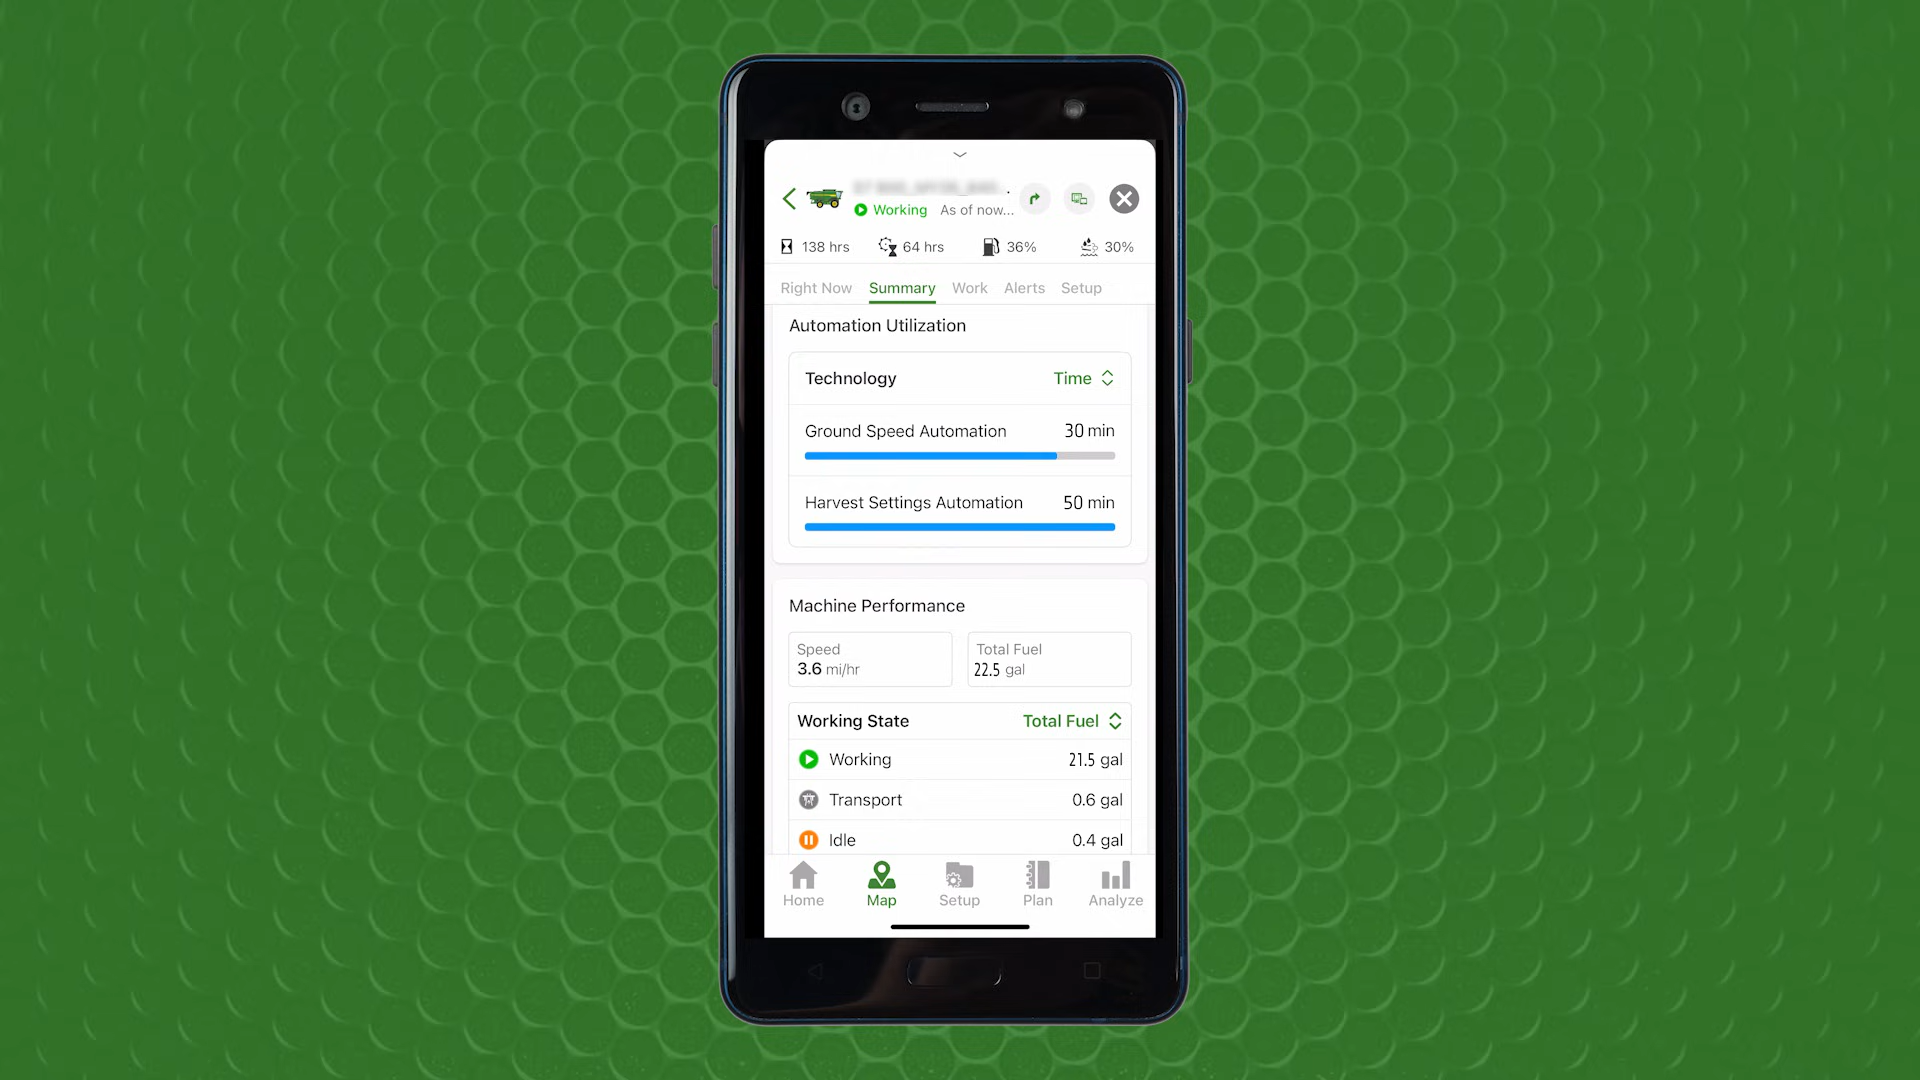 Working As of now...
138 hrs 64 hrs 36% 30%
Right Now Summary Work Alerts Setup
Automation Utilization
Technology Time
Ground Speed Automation 30 min
Harvest Settings Automation 50 min
Machine Performance
Speed Total Fuel
3.6 mi/hr 22.5 gal
Working State Total Fuel
Working 21.5 gal
Transport 0.6 gal
Idle 0.4 gal
Home Map Setup Plan Analyze